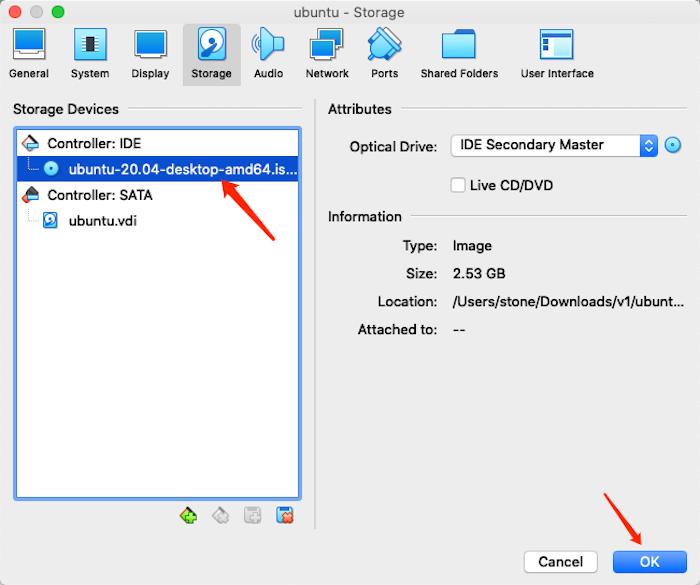 ubuntu - Storage
General System Display Storage Audio Network Ports Shared Folders User Interface
Storage Devices
Controller: IDE
ubuntu-20.04-desktop-amd64.is...
Controller: SATA
ubuntu.vdi
Attributes
Optical Drive: IDE Secondary Master
Live CD/DVD
Information
Type: Image
Size: 2.53 GB
Location: /Users/stone/Downloads/v1/ubunt...
Attached to: --
Cancel OK